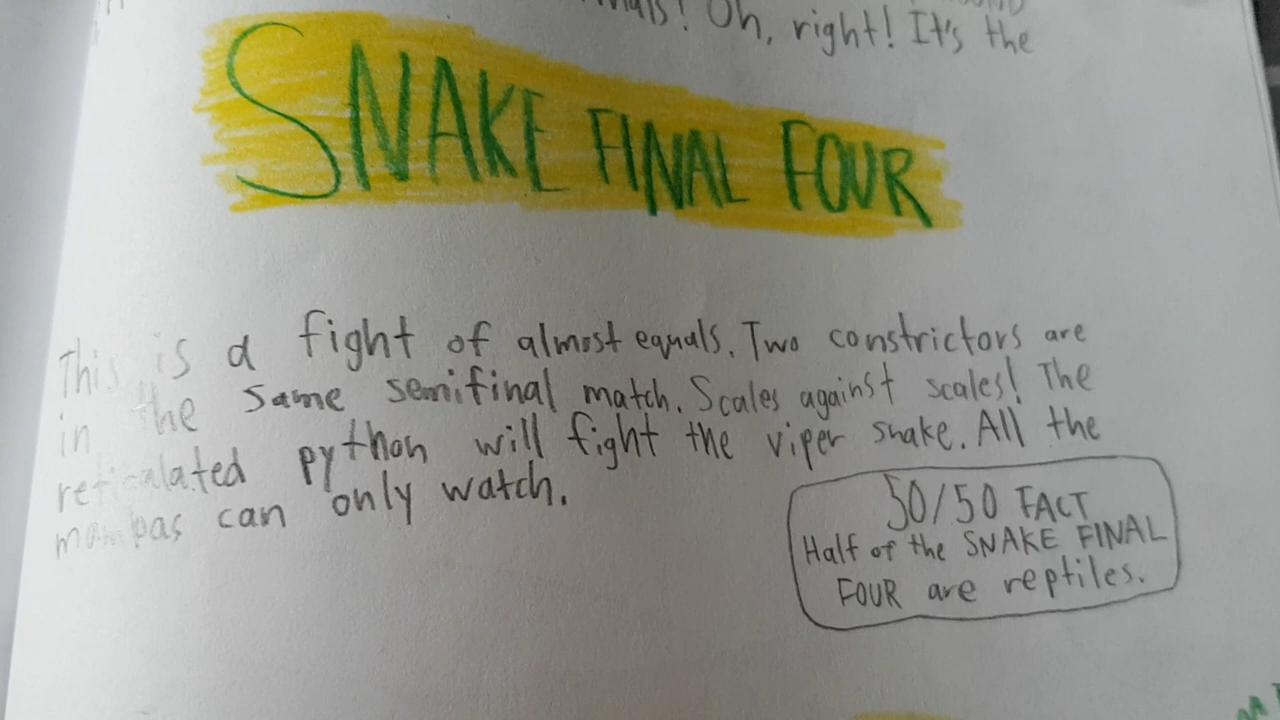 Oh, right! It's the
SNAKE FINAL FOUR
This is a fight of almost equals. Two constrictors are
in the same semifinal match. Scales against scales! The
reticalated python will fight the viper snake. All the
mambas can only watch.
50/50 FACT
Half of the SNAKE FINAL
FOUR are reptiles.